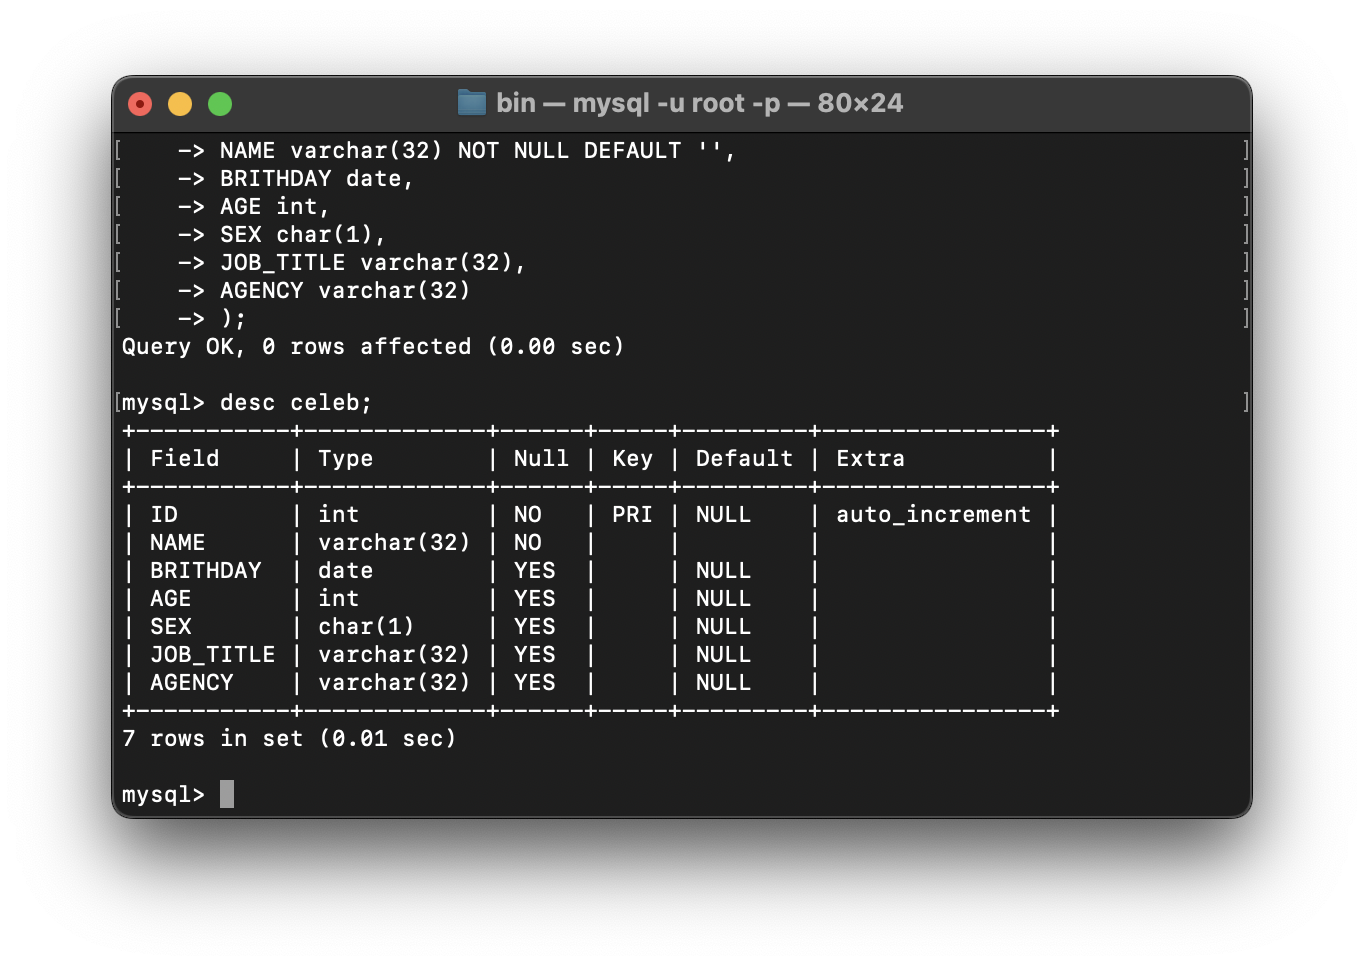 bin — mysql -u root -p — 80×24
[    -> NAME varchar(32) NOT NULL DEFAULT '',    ]
[    -> BRITHDAY date,    ]
[    -> AGE int,    ]
[    -> SEX char(1),    ]
[    -> JOB_TITLE varchar(32),    ]
[    -> AGENCY varchar(32)    ]
[    -> );    ]
Query OK, 0 rows affected (0.00 sec)
[mysql> desc celeb;    ]
+-----------+-------------+------+-----+---------+----------------+
| Field     | Type        | Null | Key | Default | Extra          |
+-----------+-------------+------+-----+---------+----------------+
| ID        | int         | NO   | PRI | NULL    | auto_increment |
| NAME      | varchar(32) | NO   |     |         |                |
| BRITHDAY  | date        | YES  |     | NULL    |                |
| AGE       | int         | YES  |     | NULL    |                |
| SEX       | char(1)     | YES  |     | NULL    |                |
| JOB_TITLE | varchar(32) | YES  |     | NULL    |                |
| AGENCY    | varchar(32) | YES  |     | NULL    |                |
+-----------+-------------+------+-----+---------+----------------+
7 rows in set (0.01 sec)
mysql>